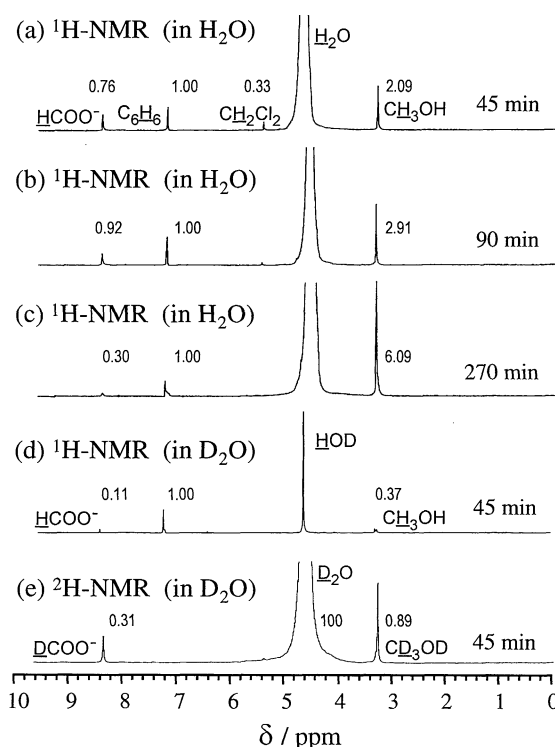 (a) ¹H-NMR (in H₂O)
H₂O
0.76 1.00 0.33 2.09
HCOO⁻ C₆H₆ CH₂Cl₂ CH₃OH 45 min
(b) ¹H-NMR (in H₂O)
0.92 1.00 2.91 90 min
(c) ¹H-NMR (in H₂O)
0.30 1.00 6.09 270 min
(d) ¹H-NMR (in D₂O)
HOD
0.11 1.00 0.37
HCOO⁻ CH₃OH 45 min
(e) ²H-NMR (in D₂O)
D₂O
0.31 100 0.89
DCOO⁻ CD₃OD 45 min
10 9 8 7 6 5 4 3 2 1 0
δ / ppm